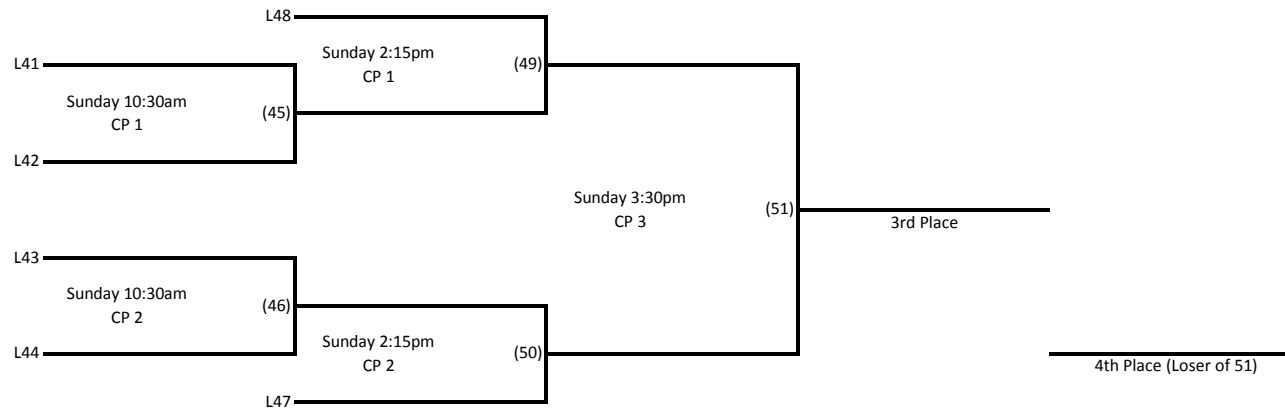 L48
Sunday 2:15pm
CP 1
(49)
L41
Sunday 10:30am
CP 1
(45)
L42
Sunday 3:30pm
CP 3
(51)
3rd Place
L43
Sunday 10:30am
CP 2
(46)
L44
Sunday 2:15pm
CP 2
(50)
L47
4th Place (Loser of 51)